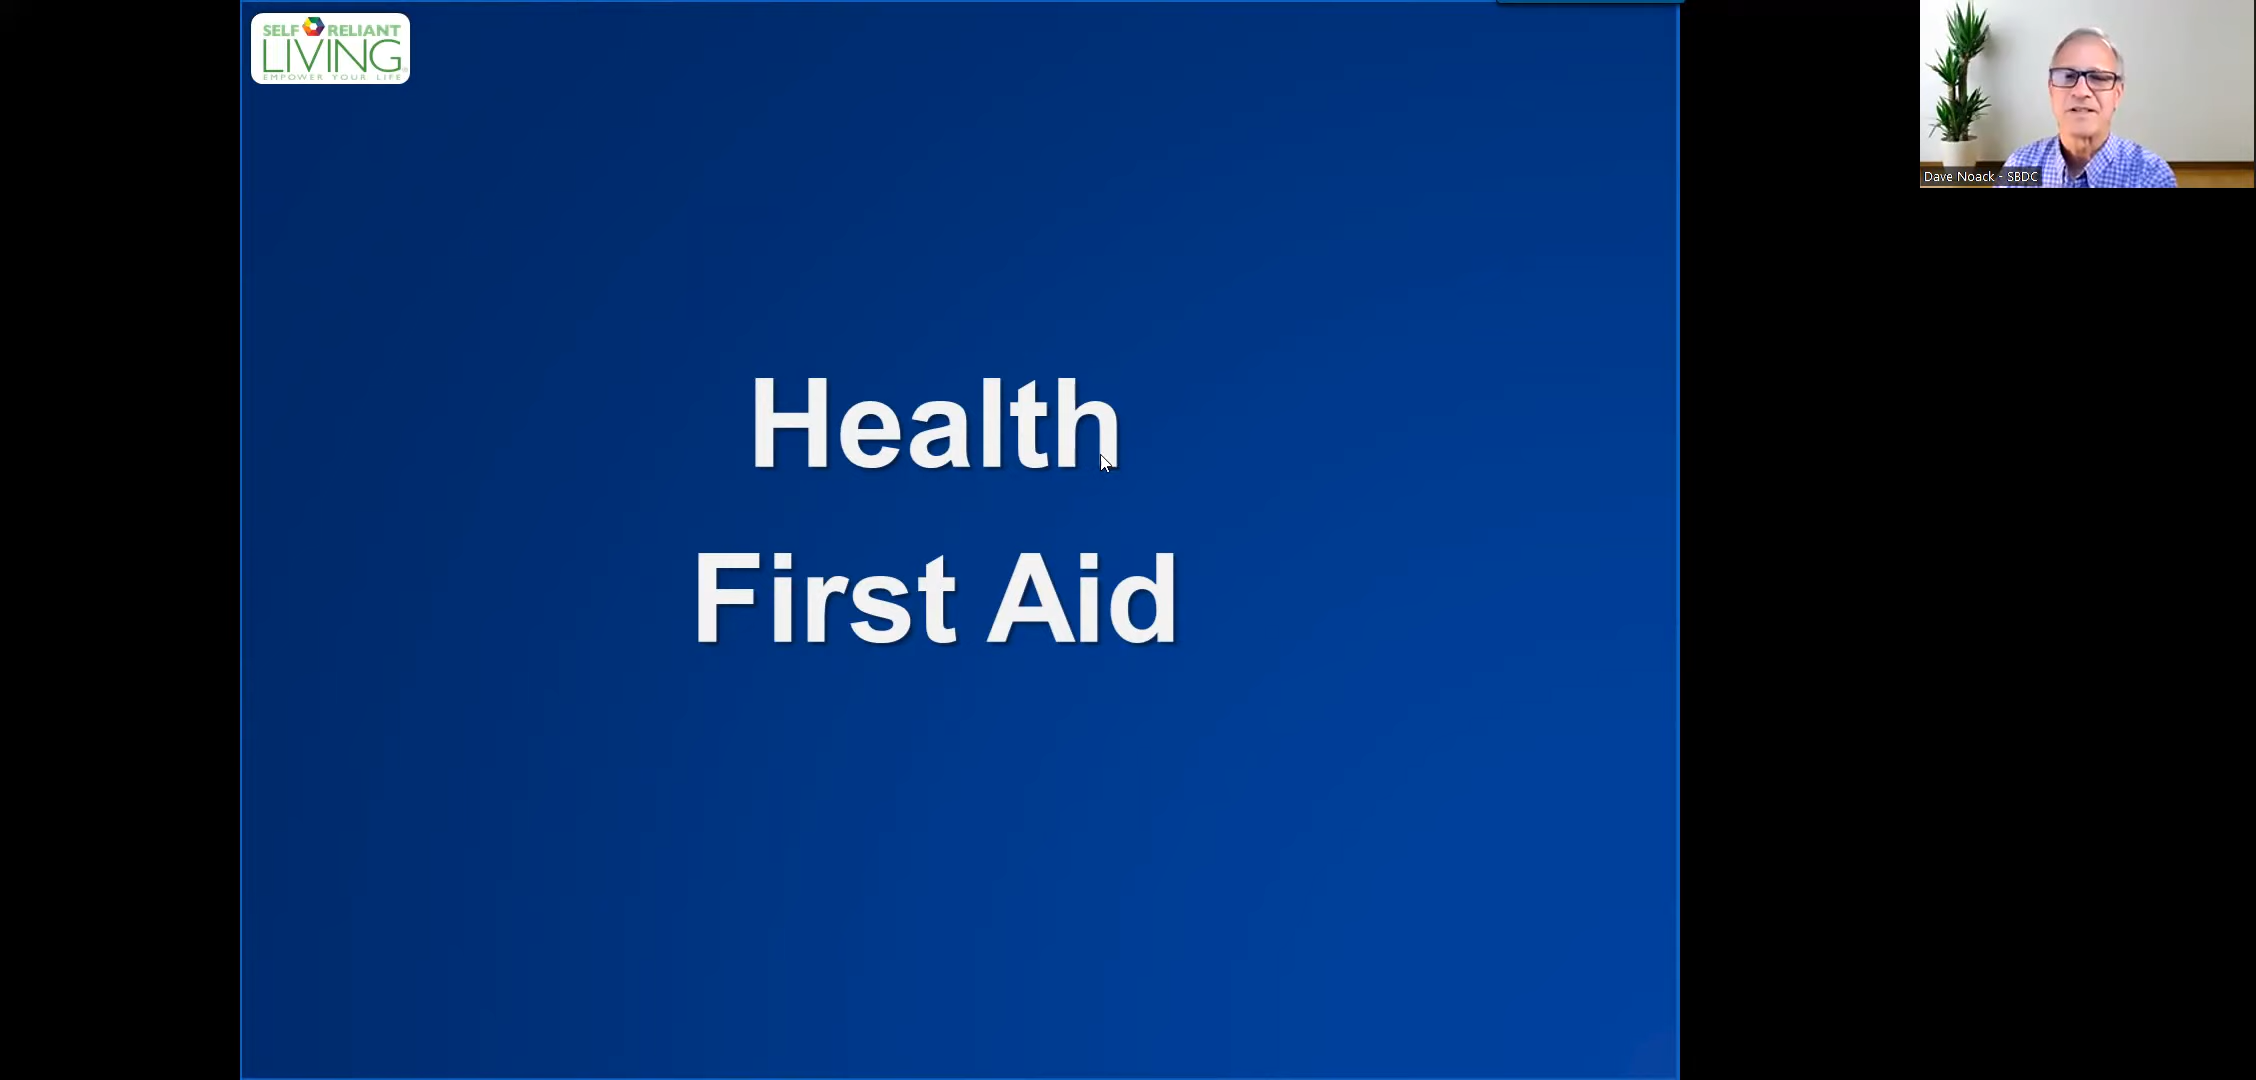 SELF RELIANT
LIVING
EMPOWER YOUR LIFE
Health
First Aid
Dave Noack - SBDC